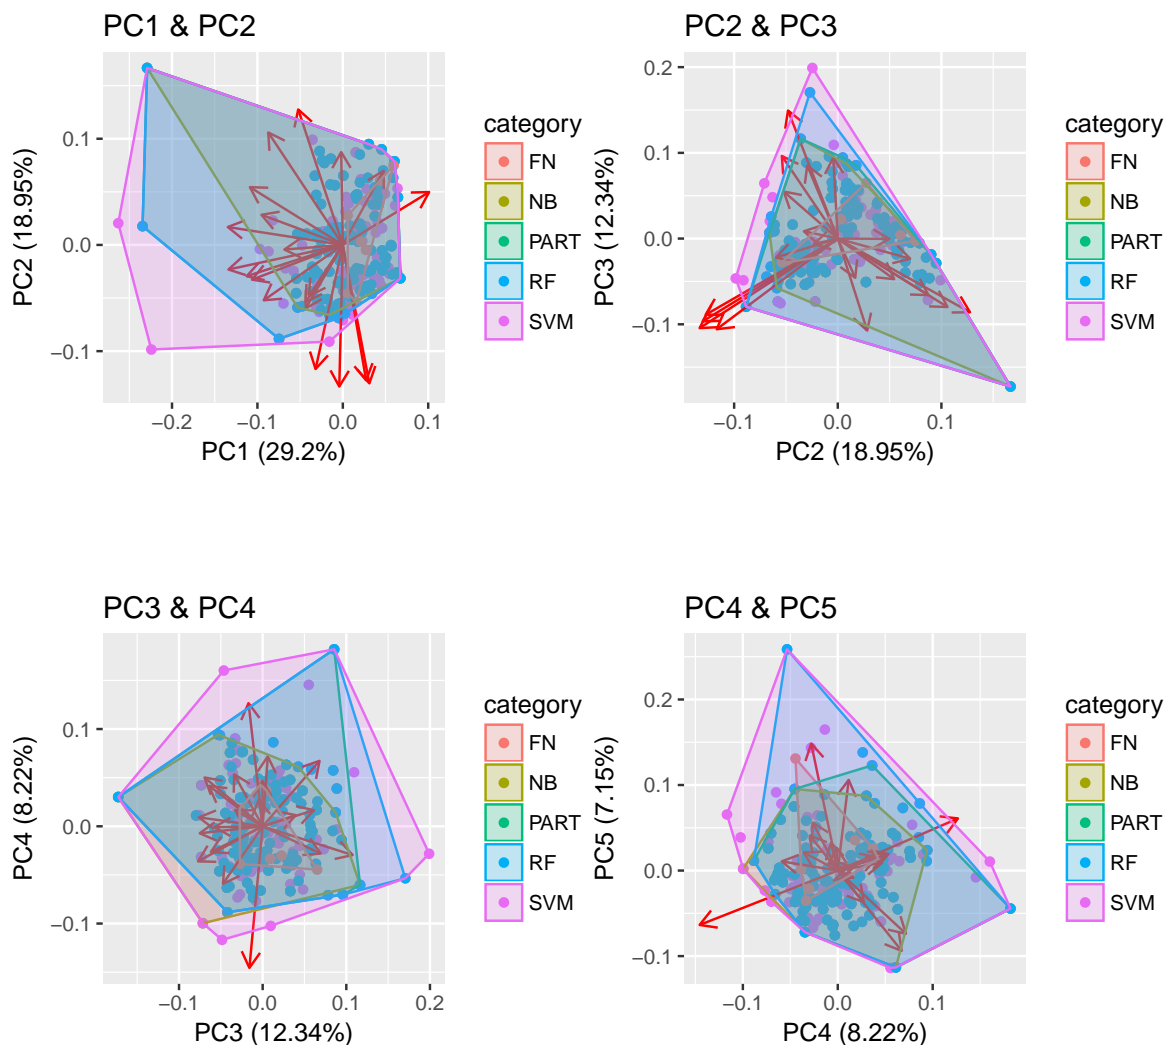 PC1 & PC2
0.1
0.0
−0.1
−0.2
−0.1
0.0
0.1
PC2 (18.95%)
PC1 (29.2%)
category
FN
NB
PART
RF
SVM
PC2 & PC3
0.2
0.1
0.0
−0.1
−0.1
0.0
0.1
PC3 (12.34%)
PC2 (18.95%)
category
FN
NB
PART
RF
SVM
PC3 & PC4
0.1
0.0
−0.1
−0.1
0.0
0.1
0.2
PC4 (8.22%)
PC3 (12.34%)
category
FN
NB
PART
RF
SVM
PC4 & PC5
0.2
0.1
0.0
−0.1
−0.1
0.0
0.1
PC5 (7.15%)
PC4 (8.22%)
category
FN
NB
PART
RF
SVM